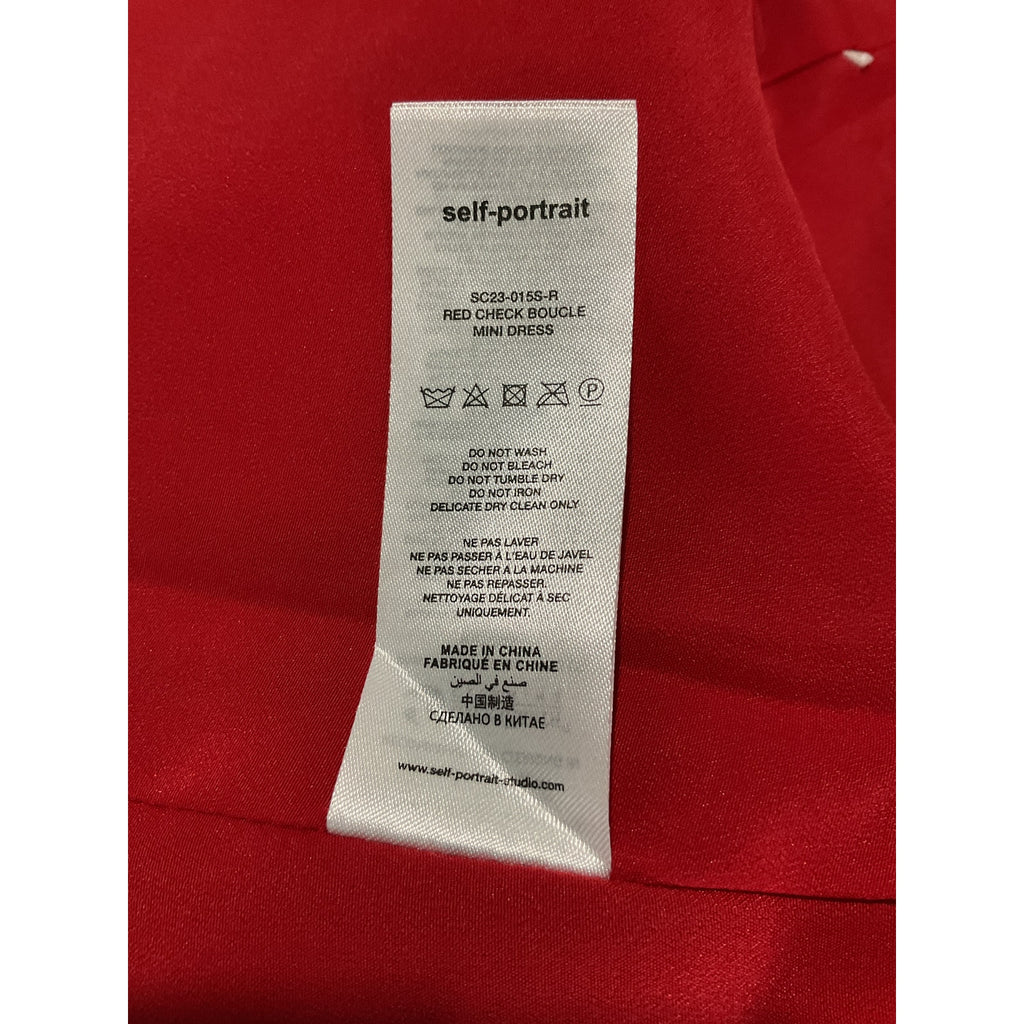 self-portrait
SC23-015S-R
RED CHECK BOUCLE
MINI DRESS
P
DO NOT WASH
DO NOT BLEACH
DO NOT TUMBLE DRY
DO NOT IRON
DELICATE DRY CLEAN ONLY
NE PAS LAVER
NE PAS PASSER À L'EAU DE JAVEL
NE PAS SECHER A LA MACHINE
NE PAS REPASSER.
NETTOYAGE DÉLICAT À SEC
UNIQUEMENT.
MADE IN CHINA
FABRIQUÉ EN CHINE
صنع في الصين
中国制造
СДЕЛАНО В КИТАЕ
www.self-portrait-studio.com